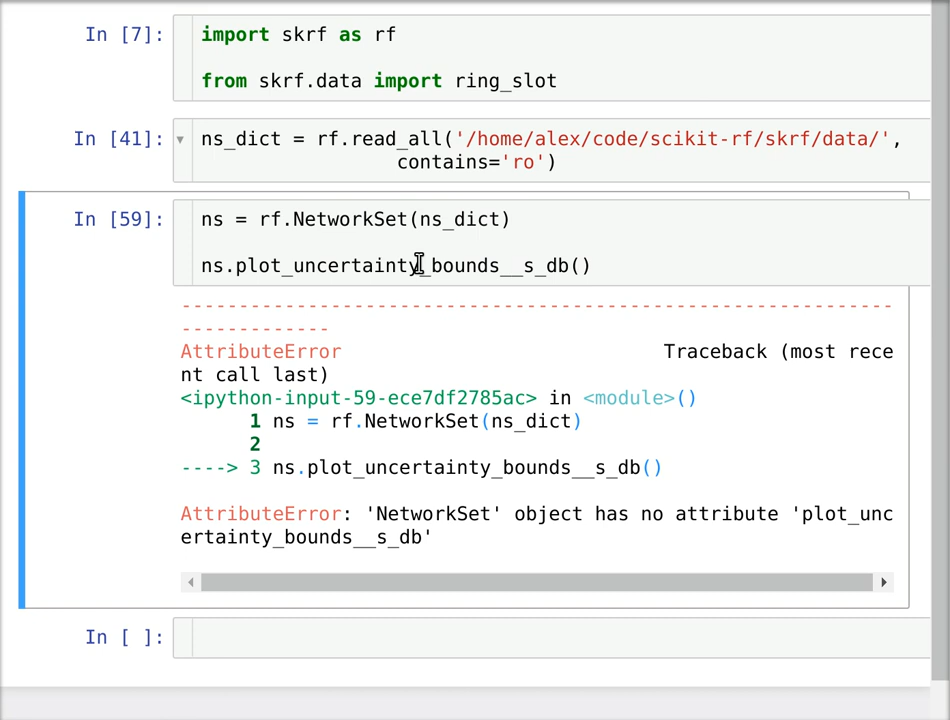 In [7]: import skrf as rf
from skrf.data import ring_slot
In [41]: ns_dict = rf.read_all('/home/alex/code/scikit-rf/skrf/data/',
contains='ro')
In [59]: ns = rf.NetworkSet(ns_dict)
ns.plot_uncertainty_bounds__s_db()
---------------------------------------------------------------------------
AttributeError                            Traceback (most rece
nt call last)
<ipython-input-59-ece7df2785ac> in <module>()
      1 ns = rf.NetworkSet(ns_dict)
      2
----> 3 ns.plot_uncertainty_bounds__s_db()
AttributeError: 'NetworkSet' object has no attribute 'plot_unc
ertainty_bounds__s_db'
In [ ]: